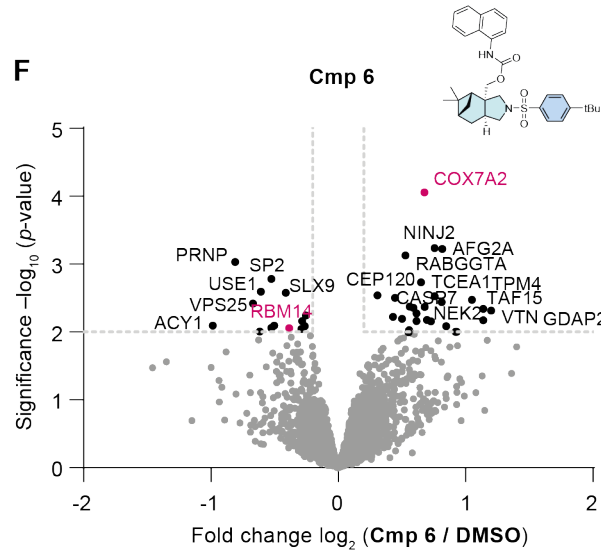 F
Cmp 6
NH
O
O
H
N
S
O
O
tBu
5
4
3
2
1
0
Significance –log10 (p-value)
COX7A2
NINJ2
AFG2A
PRNP
SP2
RABGGTA
USE1
SLX9
CEP120
TCEA1
TPM4
VPS25
RBM14
CASP7
TAF15
ACY1
NEK2
VTN
GDAP2
-2
-1
0
1
2
Fold change log2 (Cmp 6 / DMSO)